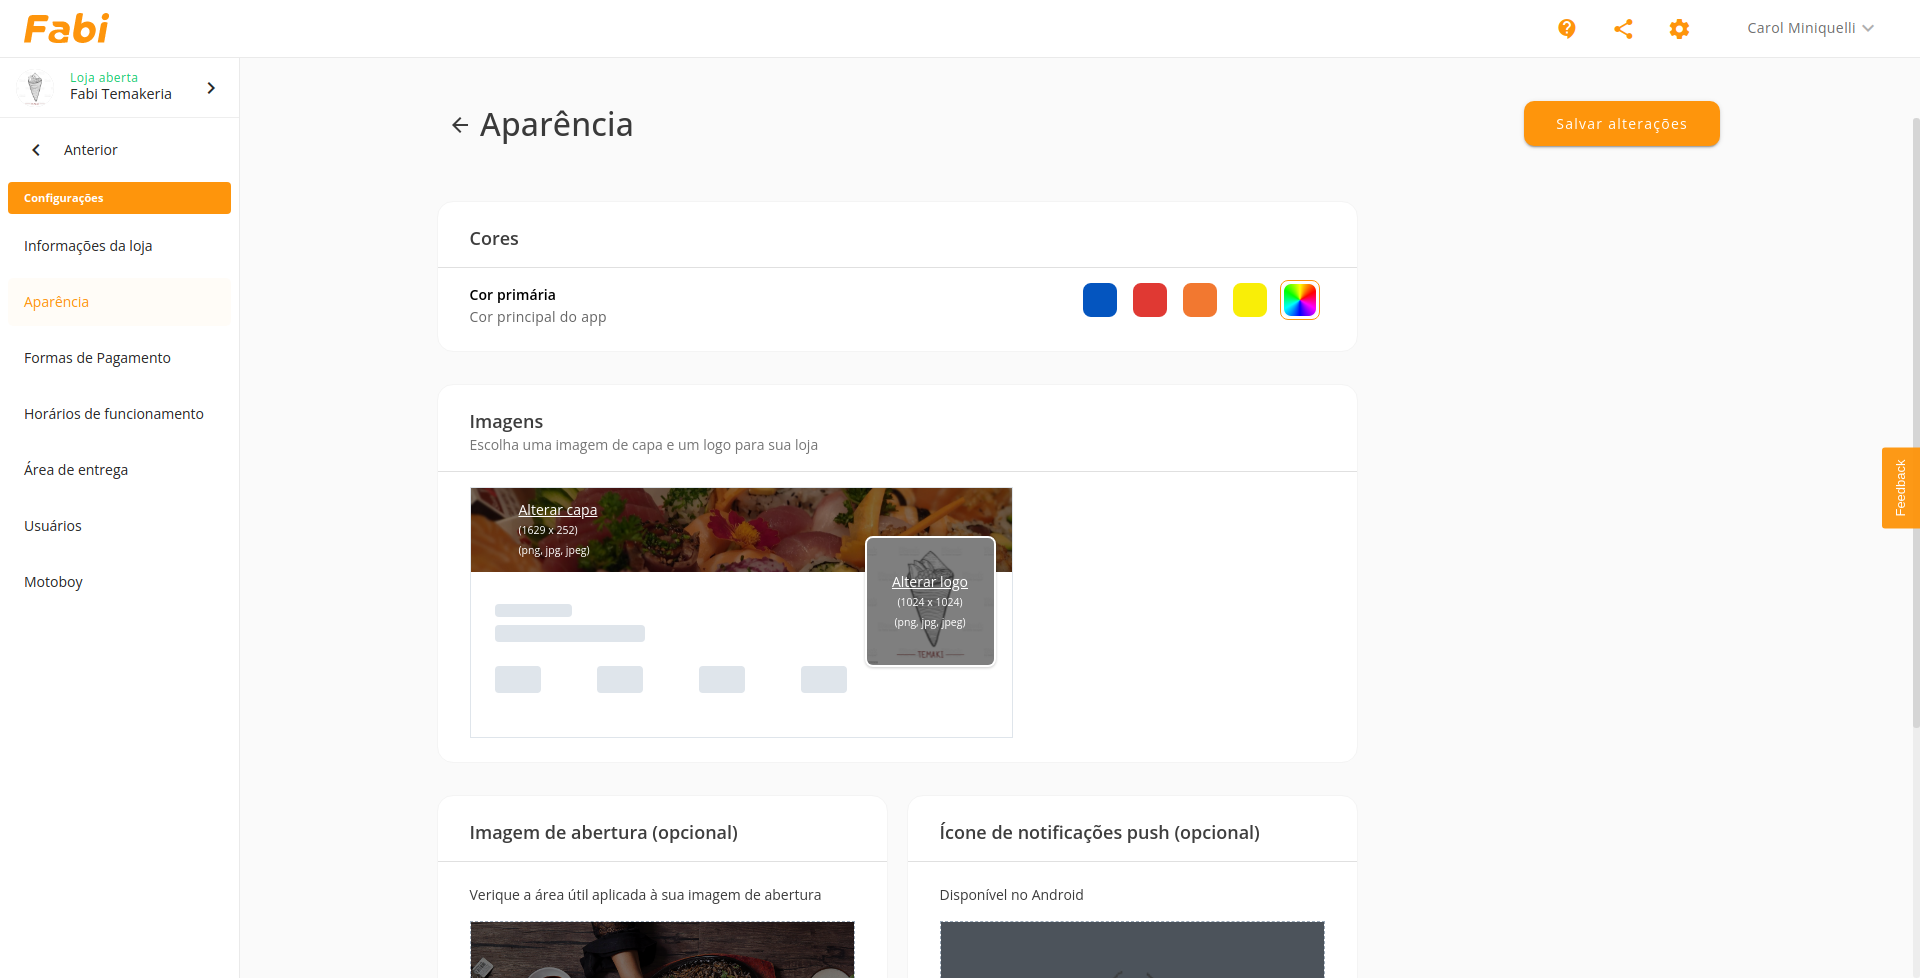 Fabi
Carol Miniquelli
Loja aberta
Fabi Temakeria
Anterior
Configurações
Informações da loja
Aparência
Formas de Pagamento
Horários de funcionamento
Área de entrega
Usuários
Motoboy
Aparência
Salvar alterações
Cores
Cor primária
Cor principal do app
Imagens
Escolha uma imagem de capa e um logo para sua loja
Alterar capa
(1629 x 252)
(png, jpg, jpeg)
Alterar logo
(1024 x 1024)
(png, jpg, jpeg)
TEMAKI
Imagem de abertura (opcional)
Verique a área útil aplicada à sua imagem de abertura
Ícone de notificações push (opcional)
Disponível no Android
Feedback